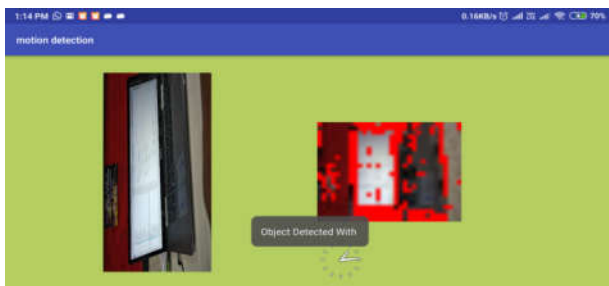 1:14 PM 0.16KB/s 70%
motion detection
Object Detected With